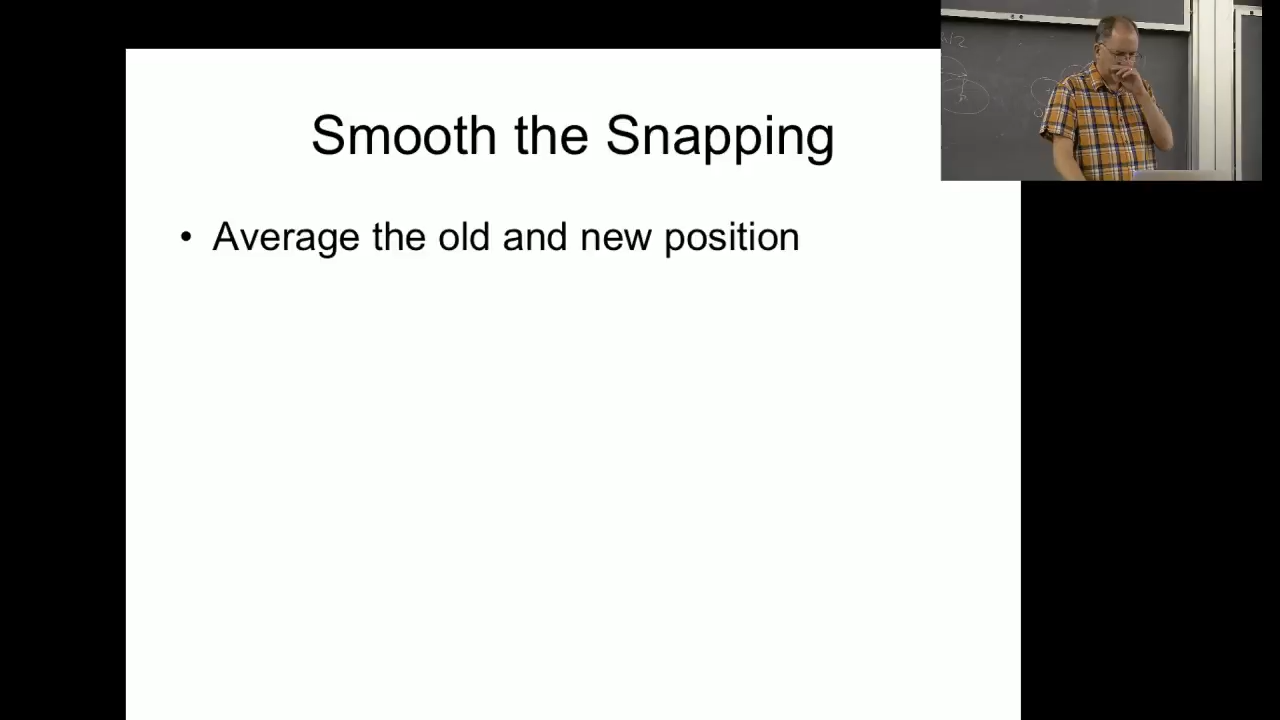 Smooth the Snapping
• Average the old and new position